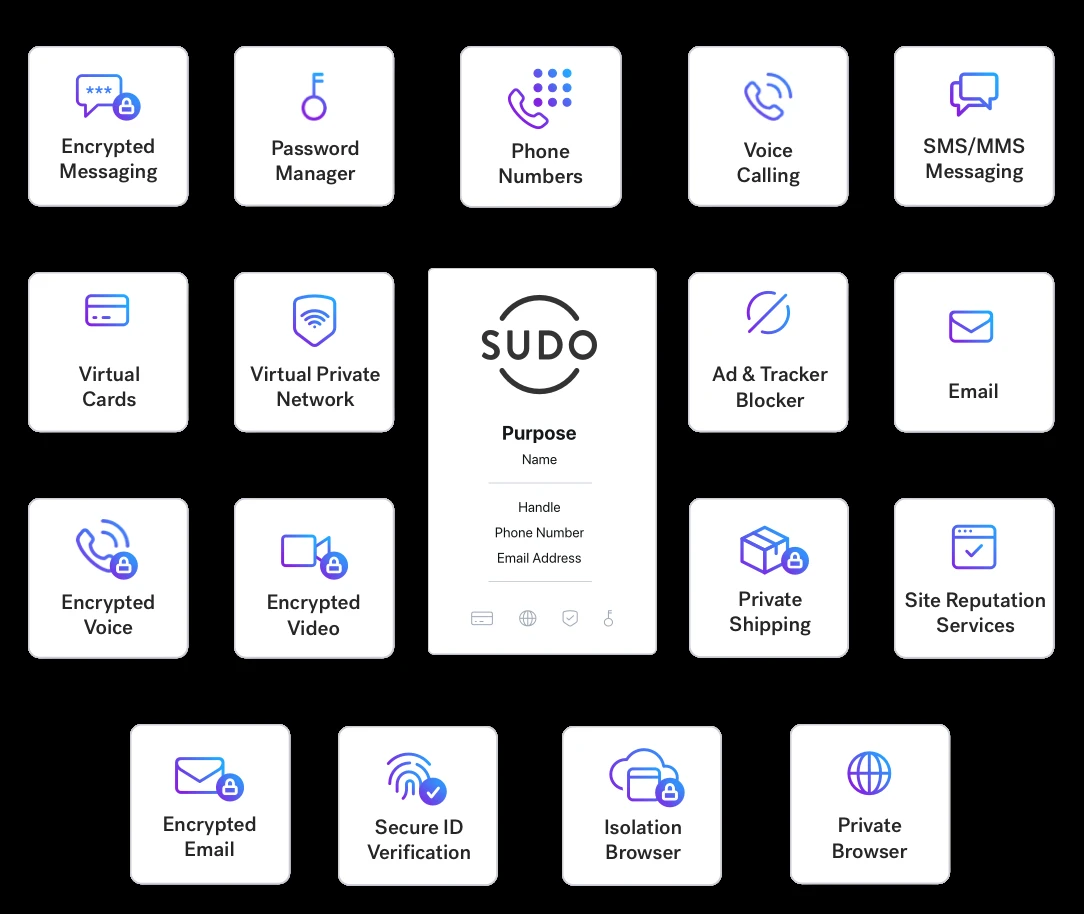 ***
Encrypted
Messaging
Password
Manager
Phone
Numbers
Voice
Calling
SMS/MMS
Messaging
Virtual
Cards
Virtual Private
Network
SUDO
Purpose
Name
Handle
Phone Number
Email Address
Ad & Tracker
Blocker
Email
Encrypted
Voice
Encrypted
Video
Private
Shipping
Site Reputation
Services
Encrypted
Email
Secure ID
Verification
Isolation
Browser
Private
Browser